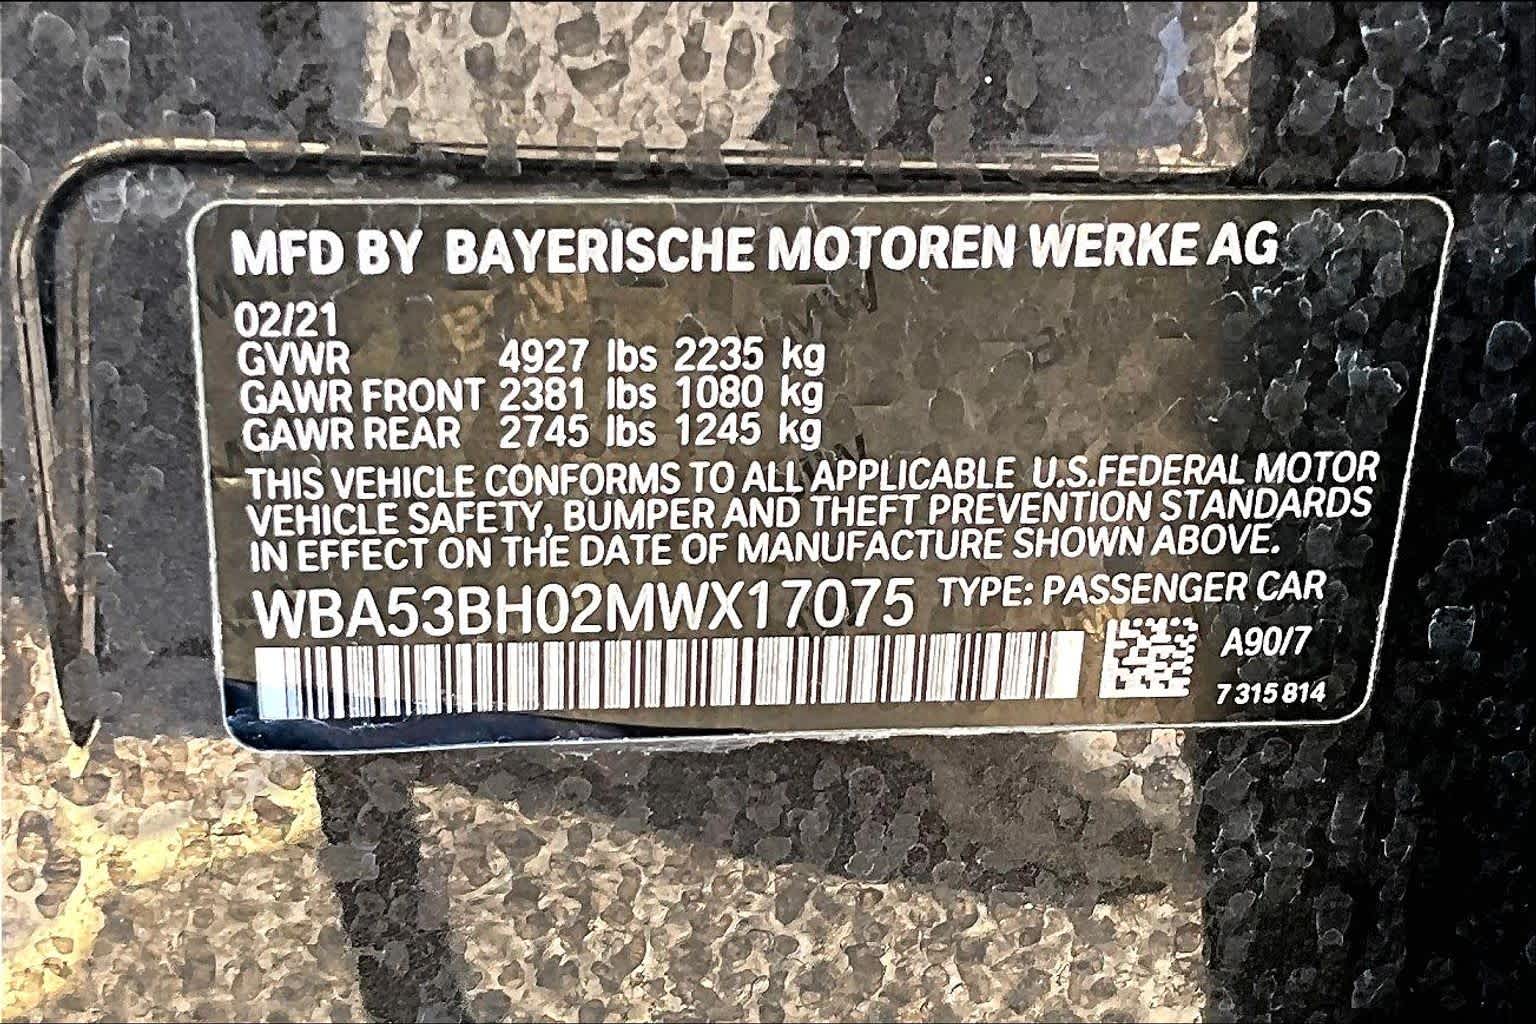 MFD BY BAYERISCHE MOTOREN WERKE AG
02/21
GVWR 4927 lbs 2235 kg
GAWR FRONT 2381 lbs 1080 kg
GAWR REAR 2745 lbs 1245 kg
THIS VEHICLE CONFORMS TO ALL APPLICABLE U.S.FEDERAL MOTOR
VEHICLE SAFETY, BUMPER AND THEFT PREVENTION STANDARDS
IN EFFECT ON THE DATE OF MANUFACTURE SHOWN ABOVE.
WBA53BH02MWX17075 TYPE: PASSENGER CAR
A90/7
7 315 814